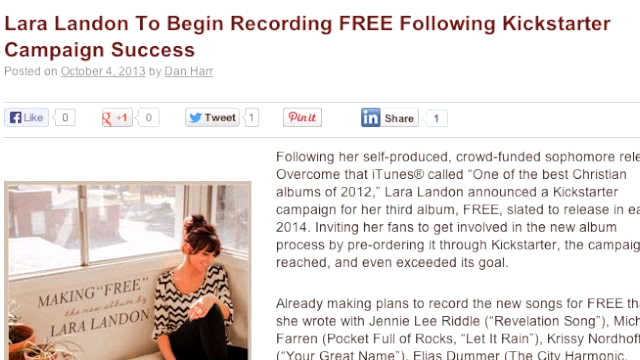 Lara Landon To Begin Recording FREE Following Kickstarter
Campaign Success
Posted on October 4, 2013 by Dan Harr
Like 0 +1 0 Tweet 1 Pin it in Share 1
Following her self-produced, crowd-funded sophomore
Overcome that iTunes® called “One of the best Christian
albums of 2012,” Lara Landon announced a Kickstarter
campaign for her third album, FREE, slated to release in
2014. Inviting her fans to get involved in the new album
process by pre-ordering it through Kickstarter, the
reached, and even exceeded its goal.
Already making plans to record the new songs for FREE
she wrote with Jennie Lee Riddle (“Revelation Song”),
Farren (Pocket Full of Rocks, “Let It Rain”), Krissy
(“Your Great Name”), Elias Dummer (The City Harmonic,
MAKING “FREE”
the new album by
LARA LANDON